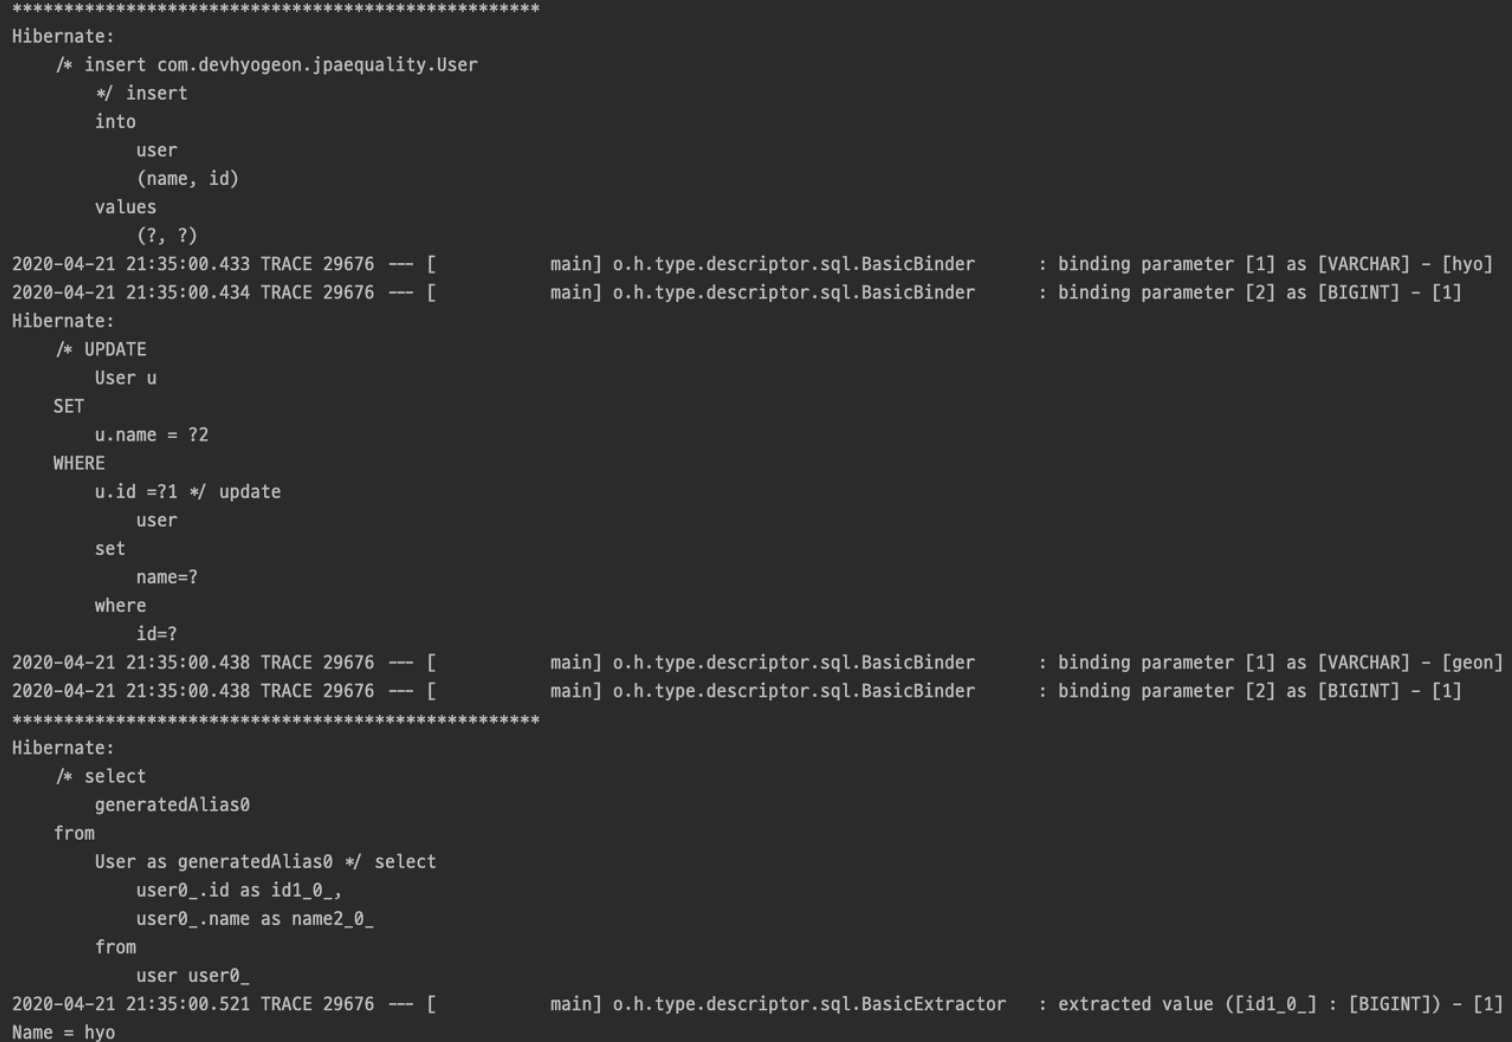 ***************************************************
Hibernate:
    /* insert com.devhyogeon.jpaequality.User
        */ insert
        into
            user
            (name, id)
        values
            (?, ?)
2020-04-21 21:35:00.433 TRACE 29676 --- [           main] o.h.type.descriptor.sql.BasicBinder      : binding parameter [1] as [VARCHAR] - [hyo]
2020-04-21 21:35:00.434 TRACE 29676 --- [           main] o.h.type.descriptor.sql.BasicBinder      : binding parameter [2] as [BIGINT] - [1]
Hibernate:
    /* UPDATE
        User u
    SET
        u.name = ?2
    WHERE
        u.id =?1 */ update
            user
        set
            name=?
        where
            id=?
2020-04-21 21:35:00.438 TRACE 29676 --- [           main] o.h.type.descriptor.sql.BasicBinder      : binding parameter [1] as [VARCHAR] - [geon]
2020-04-21 21:35:00.438 TRACE 29676 --- [           main] o.h.type.descriptor.sql.BasicBinder      : binding parameter [2] as [BIGINT] - [1]
***************************************************
Hibernate:
    /* select
        generatedAlias0
    from
        User as generatedAlias0 */ select
            user0_.id as id1_0_,
            user0_.name as name2_0_
        from
            user user0_
2020-04-21 21:35:00.521 TRACE 29676 --- [           main] o.h.type.descriptor.sql.BasicExtractor   : extracted value ([id1_0_] : [BIGINT]) - [1]
Name = hyo